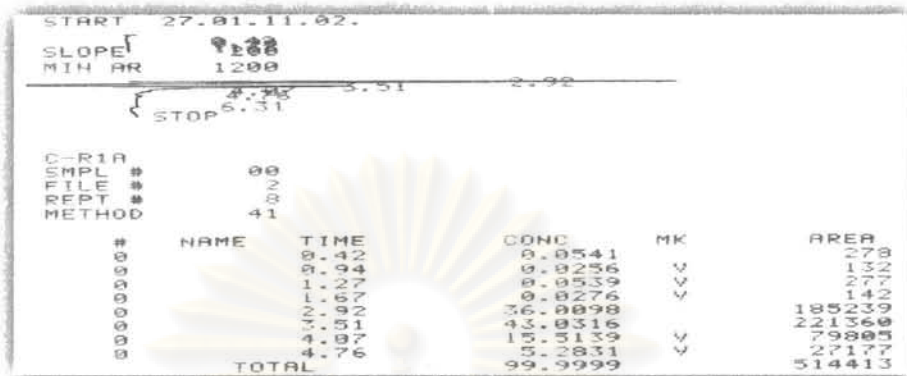 START 27.01.11.02.
SLOPE
MIN AR 1200
3.51 2.92
4.76
STOP 6.31
C-R1A
SMPL # 00
FILE # 2
REPT # 8
METHOD 41
# NAME TIME CONC MK AREA
0 0.42 0.0541 278
0 0.94 0.0256 V 132
0 1.27 0.0539 V 277
0 1.67 0.0276 V 142
0 2.92 36.0098 185239
0 3.51 43.0316 221360
0 4.07 15.5139 V 79805
0 4.76 5.2831 V 27177
TOTAL 99.9999 514413